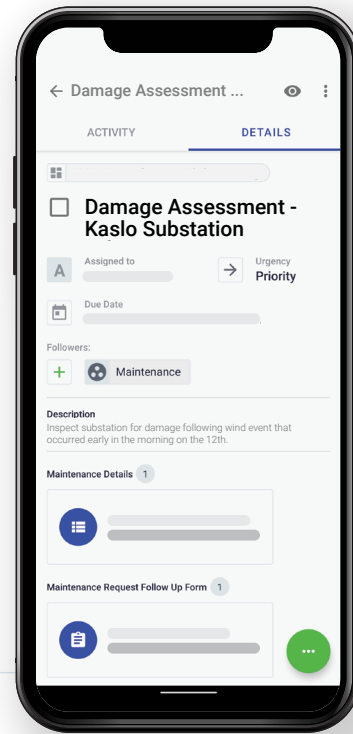 Damage Assessment ...
ACTIVITY
DETAILS
Damage Assessment -
Kaslo Substation
A
Assigned to
Urgency
Priority
Due Date
Followers:
Maintenance
Description
Inspect substation for damage following wind event that
occurred early in the morning on the 12th.
Maintenance Details 1
Maintenance Request Follow Up Form 1